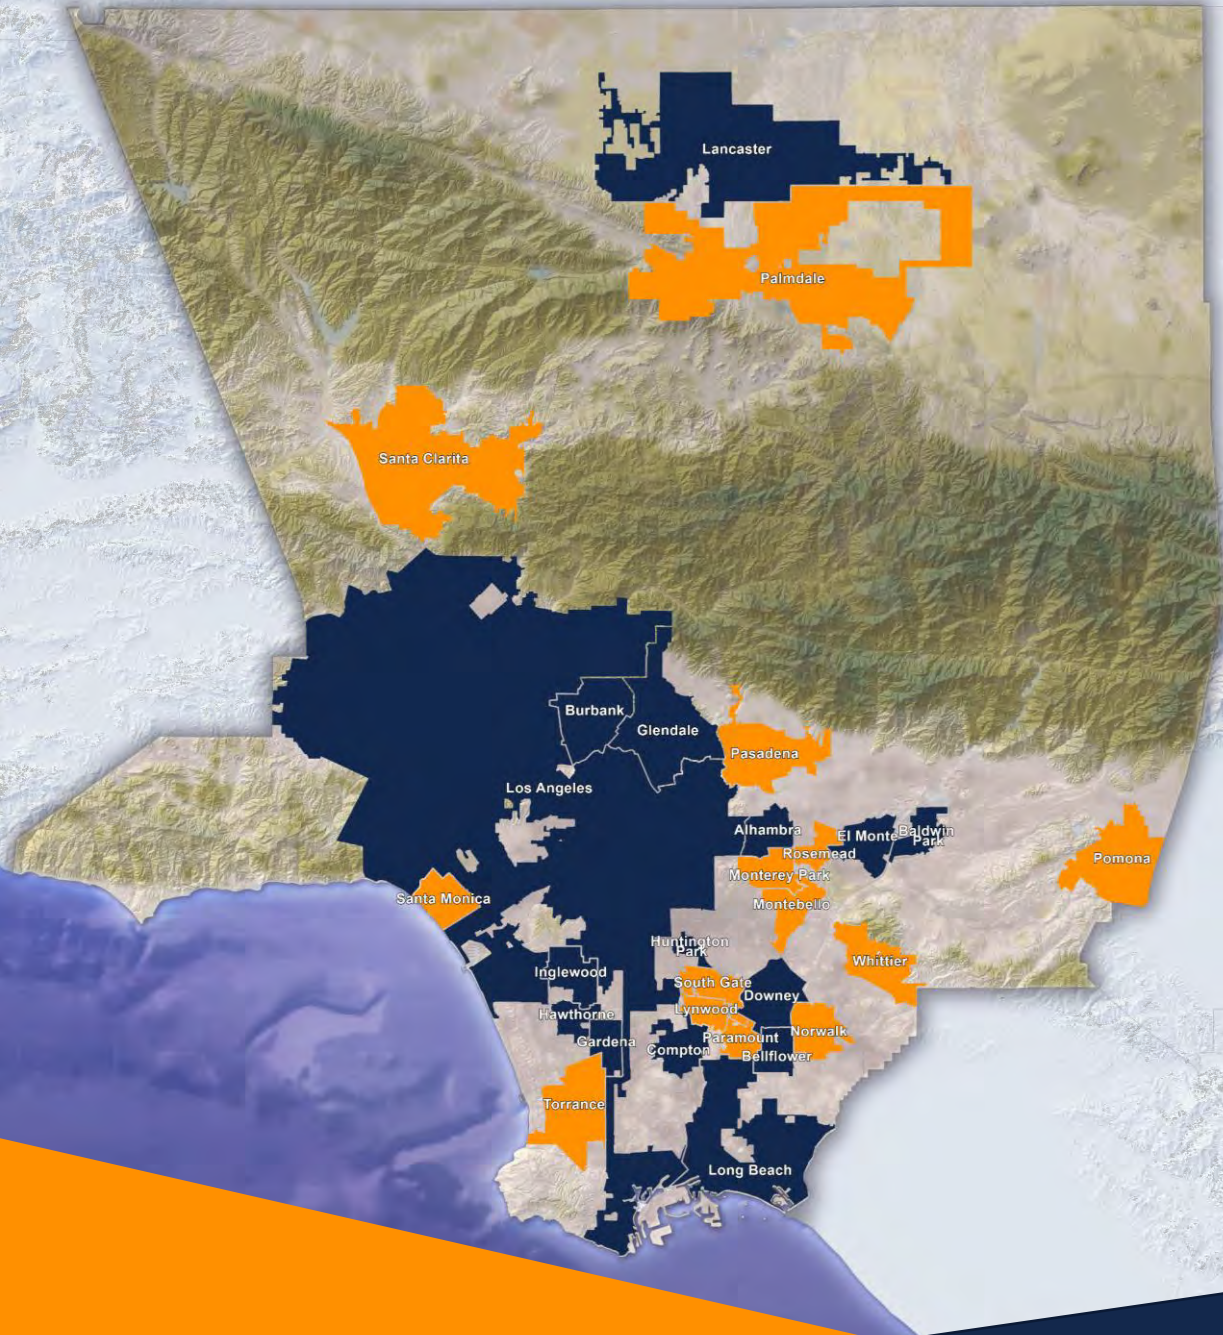 Lancaster
Palmdale
Santa Clarita
Burbank
Glendale
Pasadena
Los Angeles
Alhambra
El Monte
Baldwin
Park
Rosemead
Pomona
Monterey Park
Santa Monica
Montebello
Huntington
Park
Whittier
Inglewood
South Gate
Downey
Lynwood
Hawthorne
Norwalk
Paramount
Gardena
Compton
Bellflower
Torrance
Long Beach